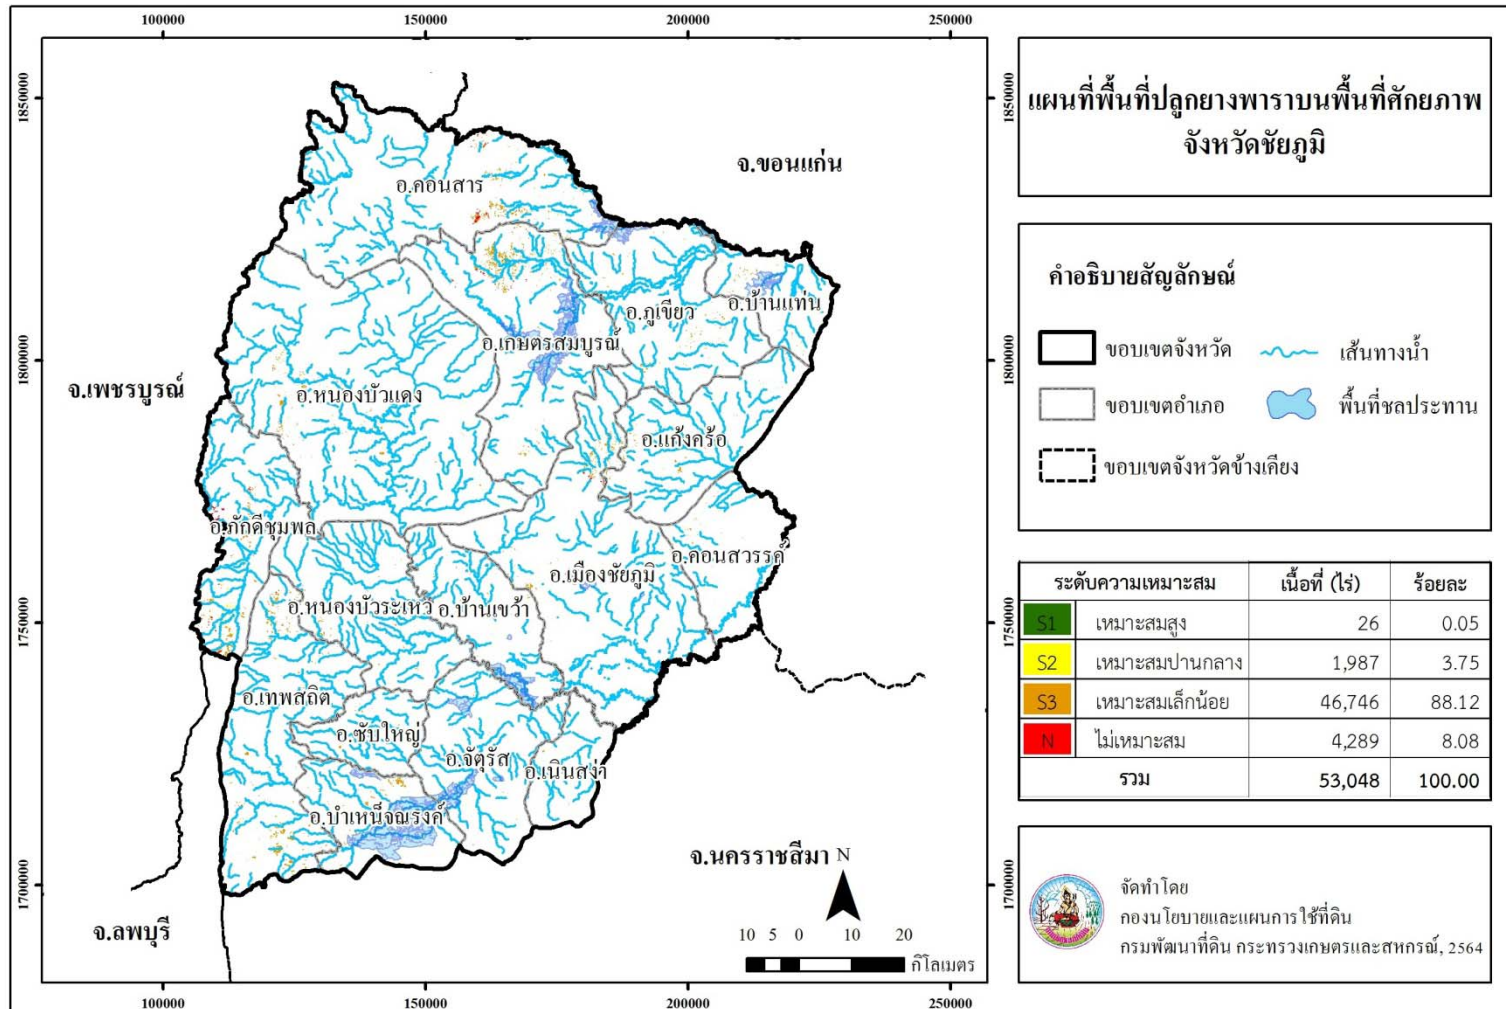 100000 150000 200000 250000
1850000
1800000
1750000
1700000
จ.ขอนแก่น
อ.คอนสาร
อ.ภูเขียว
อ.บ้านแท่น
อ.เกษตรสมบูรณ์
จ.เพชรบูรณ์
อ.หนองบัวแดง
อ.แก้งคร้อ
อ.ภักดีชุมพล
อ.คอนสวรรค์
อ.เมืองชัยภูมิ
อ.หนองบัวระเหว
อ.บ้านเขว้า
อ.เทพสถิต
อ.ซับใหญ่
อ.จัตุรัส
อ.เนินสง่า
อ.บำเหน็จณรงค์
จ.นครราชสีมา
N
จ.ลพบุรี
10 5 0 10 20
กิโลเมตร
1850000
1800000
1750000
1700000
100000 150000 200000 250000
แผนที่พื้นที่ปลูกยางพาราบนพื้นที่ศักยภาพ
จังหวัดชัยภูมิ
คำอธิบายสัญลักษณ์
ขอบเขตจังหวัด เส้นทางน้ำ
ขอบเขตอำเภอ พื้นที่ชลประทาน
ขอบเขตจังหวัดข้างเคียง
ระดับความเหมาะสม เนื้อที่ (ไร่) ร้อยละ
S1 เหมาะสมสูง 26 0.05
S2 เหมาะสมปานกลาง 1,987 3.75
S3 เหมาะสมเล็กน้อย 46,746 88.12
N ไม่เหมาะสม 4,289 8.08
รวม 53,048 100.00
จัดทำโดย
กองนโยบายและแผนการใช้ที่ดิน
กรมพัฒนาที่ดิน กระทรวงเกษตรและสหกรณ์, 2564